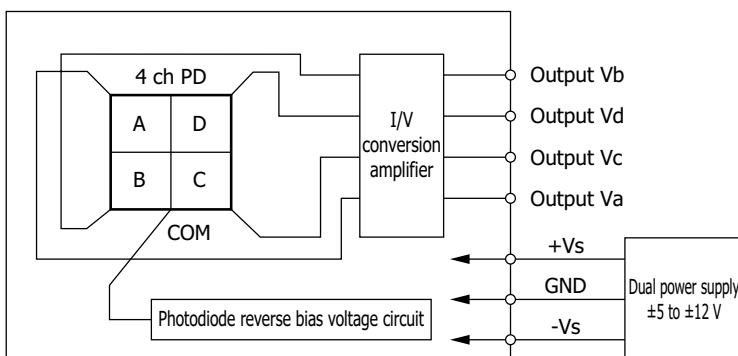 4 ch PD
A
D
B
C
COM
I/V
conversion
amplifier
Output Vb
Output Vd
Output Vc
Output Va
+Vs
GND
-Vs
Dual power supply
±5 to ±12 V
Photodiode reverse bias voltage circuit